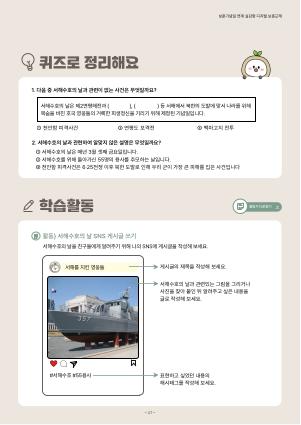 보훈기념일 연계 실감형 디지털 보훈교재
퀴즈로 정리해요
1. 다음 중 서해수호의 날과 관련이 없는 사건은 무엇일까요?
서해수호의 날은 제2연평해전과 ( ), ( ) 등 서해에서 북한의 도발에 맞서 나라를 위해
목숨을 바친 호국 영웅들의 거룩한 희생정신을 기리기 위해 제정한 기념일입니다.
① 천안함 피격사건 ② 연평도 포격전 ③ 백마고지 전투
2. 서해수호의 날과 관련하여 알맞지 않은 설명은 무엇일까요?
① 서해수호의 날은 매년 3월 넷째 금요일입니다.
② 서해수호를 위해 돌아가신 55명의 용사를 추모하는 날입니다.
③ 천안함 피격사건은 6·25전쟁 이후 북한 도발로 인해 우리 군이 가장 큰 피해를 입은 사건입니다
학습활동
활동) 서해수호의 날 SNS 게시글 쓰기
서해수호의 날을 친구들에게 알려주기 위해 나의 SNS에 게시글을 작성해 보세요.
서해를 지킨 영웅들
게시글의 제목을 작성해 보세요.
서해수호의 날과 관련있는 그림을 그리거나
사진을 찾아 붙인 뒤 알려주고 싶은 내용을
글로 작성해 보세요.
357
#서해수호 #55용사
표현하고 싶었던 내용의
해시태그를 작성해 보세요.